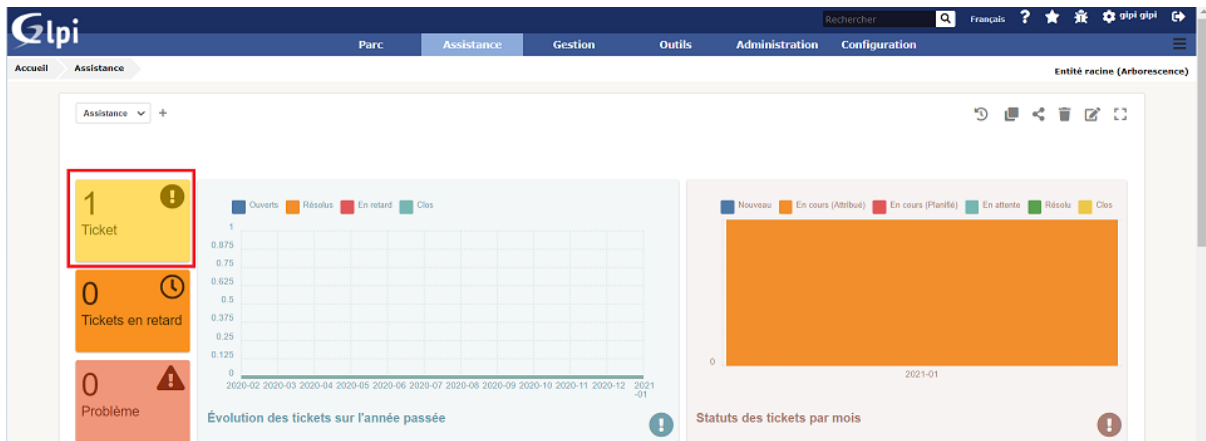 Glpi
Rechercher
Français ? glpi glpi
Parc Assistance Gestion Outils Administration Configuration
Accueil Assistance
Entité racine (Arborescence)
Assistance +
1
Ticket
0
Tickets en retard
0
Problème
Ouverts Résolus En retard Clos
1
0.875
0.75
0.625
0.5
0.375
0.25
0.125
0
2020-02 2020-03 2020-04 2020-05 2020-06 2020-07 2020-08 2020-09 2020-10 2020-11 2020-12 2021
-01
Évolution des tickets sur l'année passée
Nouveau En cours (Attribué) En cours (Planifié) En attente Résolu Clos
0
2021-01
Statuts des tickets par mois